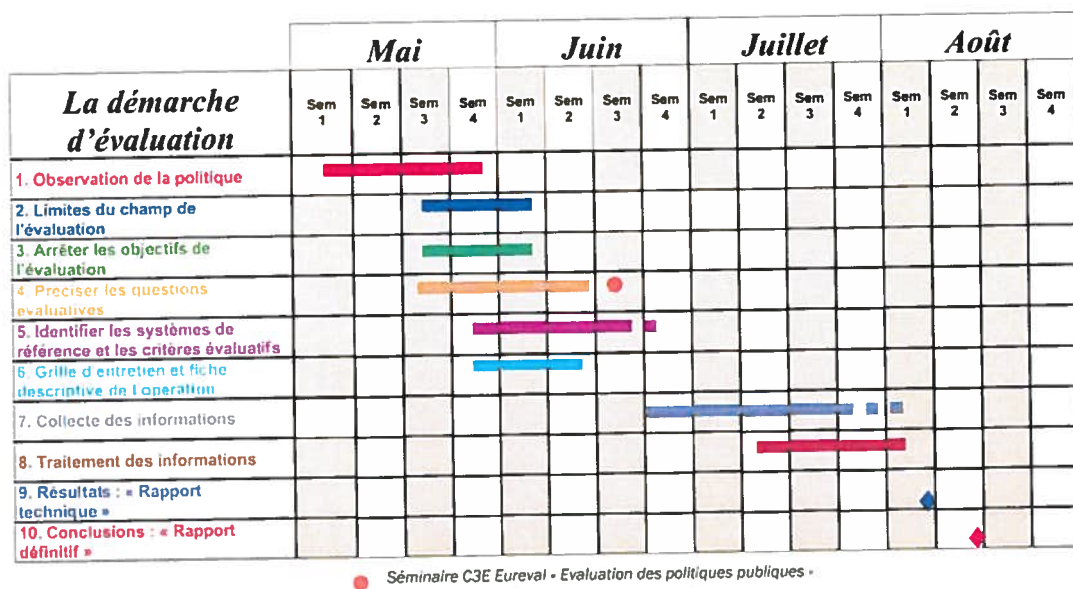 Mai Juin Juillet Août
La démarche
d'évaluation
Sem 1 Sem 2 Sem 3 Sem 4 Sem 1 Sem 2 Sem 3 Sem 4 Sem 1 Sem 2 Sem 3 Sem 4 Sem 1 Sem 2 Sem 3 Sem 4
1. Observation de la politique
2. Limites du champ de
l'évaluation
3. Arrêter les objectifs de
l'évaluation
4. Préciser les questions
évaluatives
5. Identifier les systèmes de
référence et les critères évaluatifs
6. Grille d'entretien et fiche
descriptive de l'opération
7. Collecte des informations
8. Traitement des informations
9. Résultats : « Rapport
technique »
10. Conclusions : « Rapport
définitif »
Séminaire C3E Eureval - Evaluation des politiques publiques -